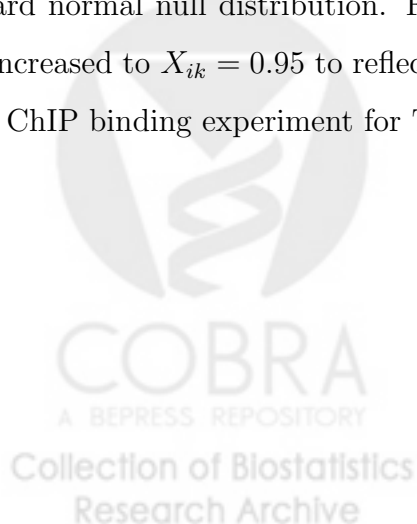 ard normal null distribution.
ncreased to X_{ik} = 0.95 to reflec
ChIP binding experiment for
COBRA
A BEPRESS REPOSITORY
Collection of Biostatistics
Research Archive